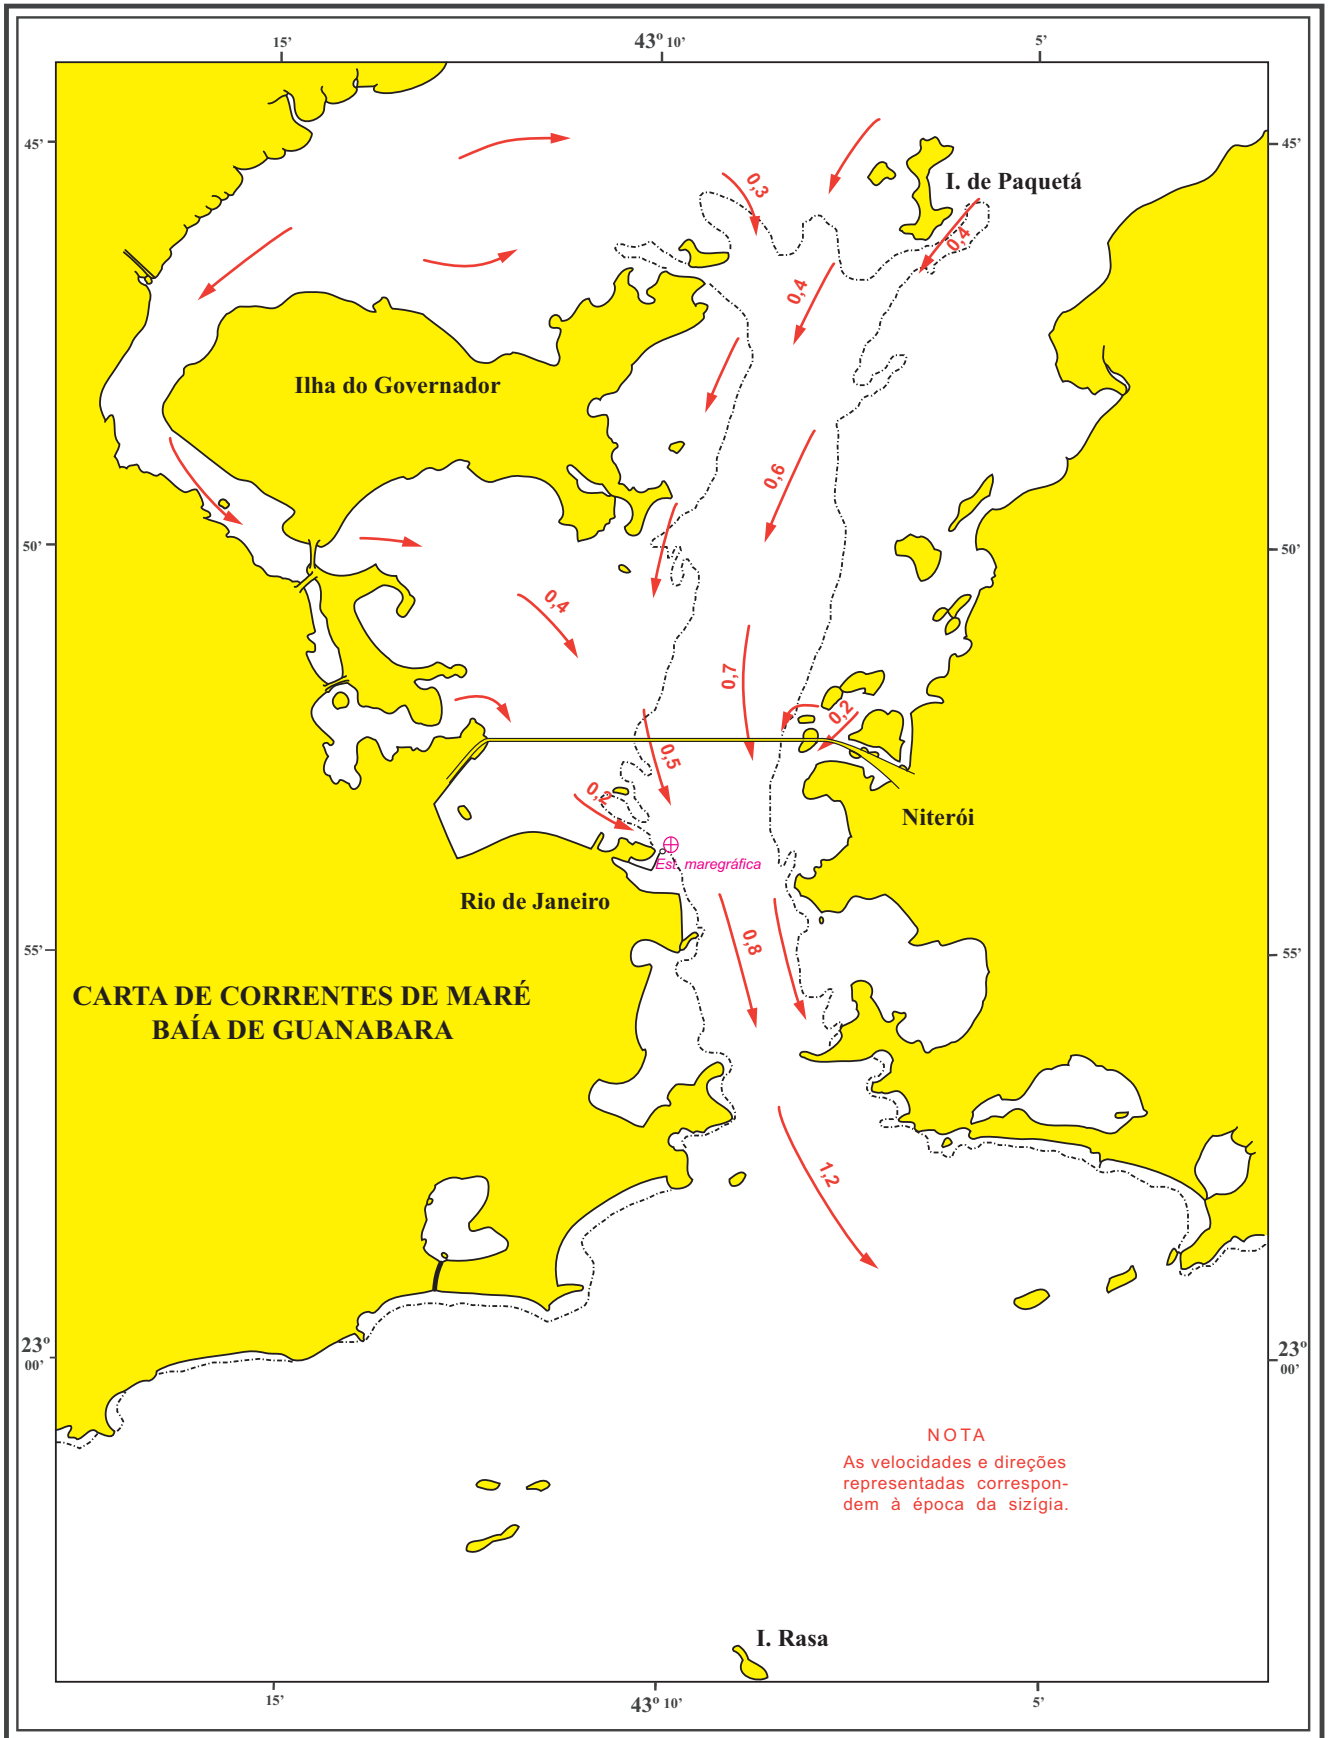 15'
43º 10'
5'
45'
45'
I. de Paquetá
0,3
0,4
0,4
Ilha do Governador
0,6
50'
50'
0,4
0,7
0,2
0,5
0,2
Niterói
Est. maregráfica
Rio de Janeiro
0,8
55'
55'
CARTA DE CORRENTES DE MARÉ
BAÍA DE GUANABARA
1,2
23º
00'
23º
00'
NOTA
As velocidades e direções
representadas correspon-
dem à época da sizígia.
I. Rasa
15'
43º 10'
5'